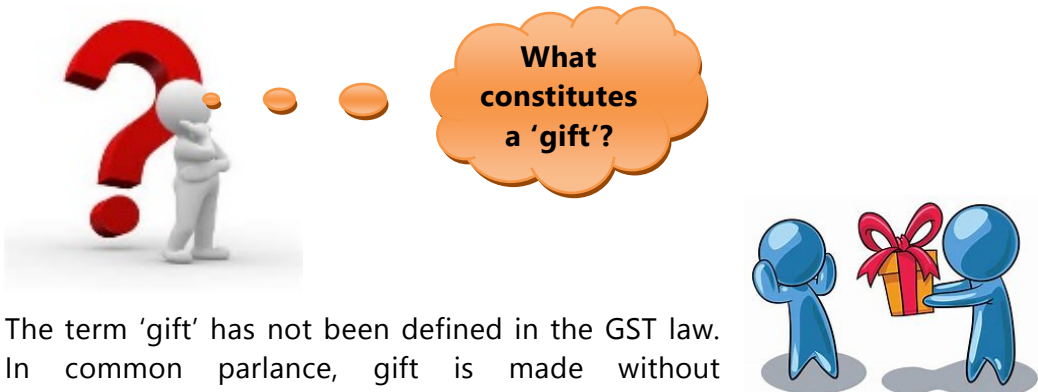 What
constitutes
a ‘gift’?
The term ‘gift’ has not been defined in the GST law.
In common parlance, gift is made without